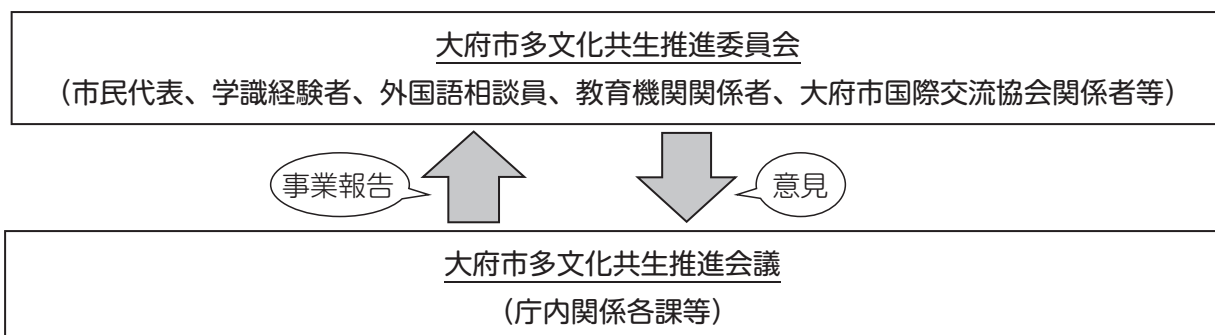 大府市多文化共生推進委員会
（市民代表、学識経験者、外国語相談員、教育機関関係者、大府市国際交流協会関係者等）
事業報告
意見
大府市多文化共生推進会議
（庁内関係各課等）